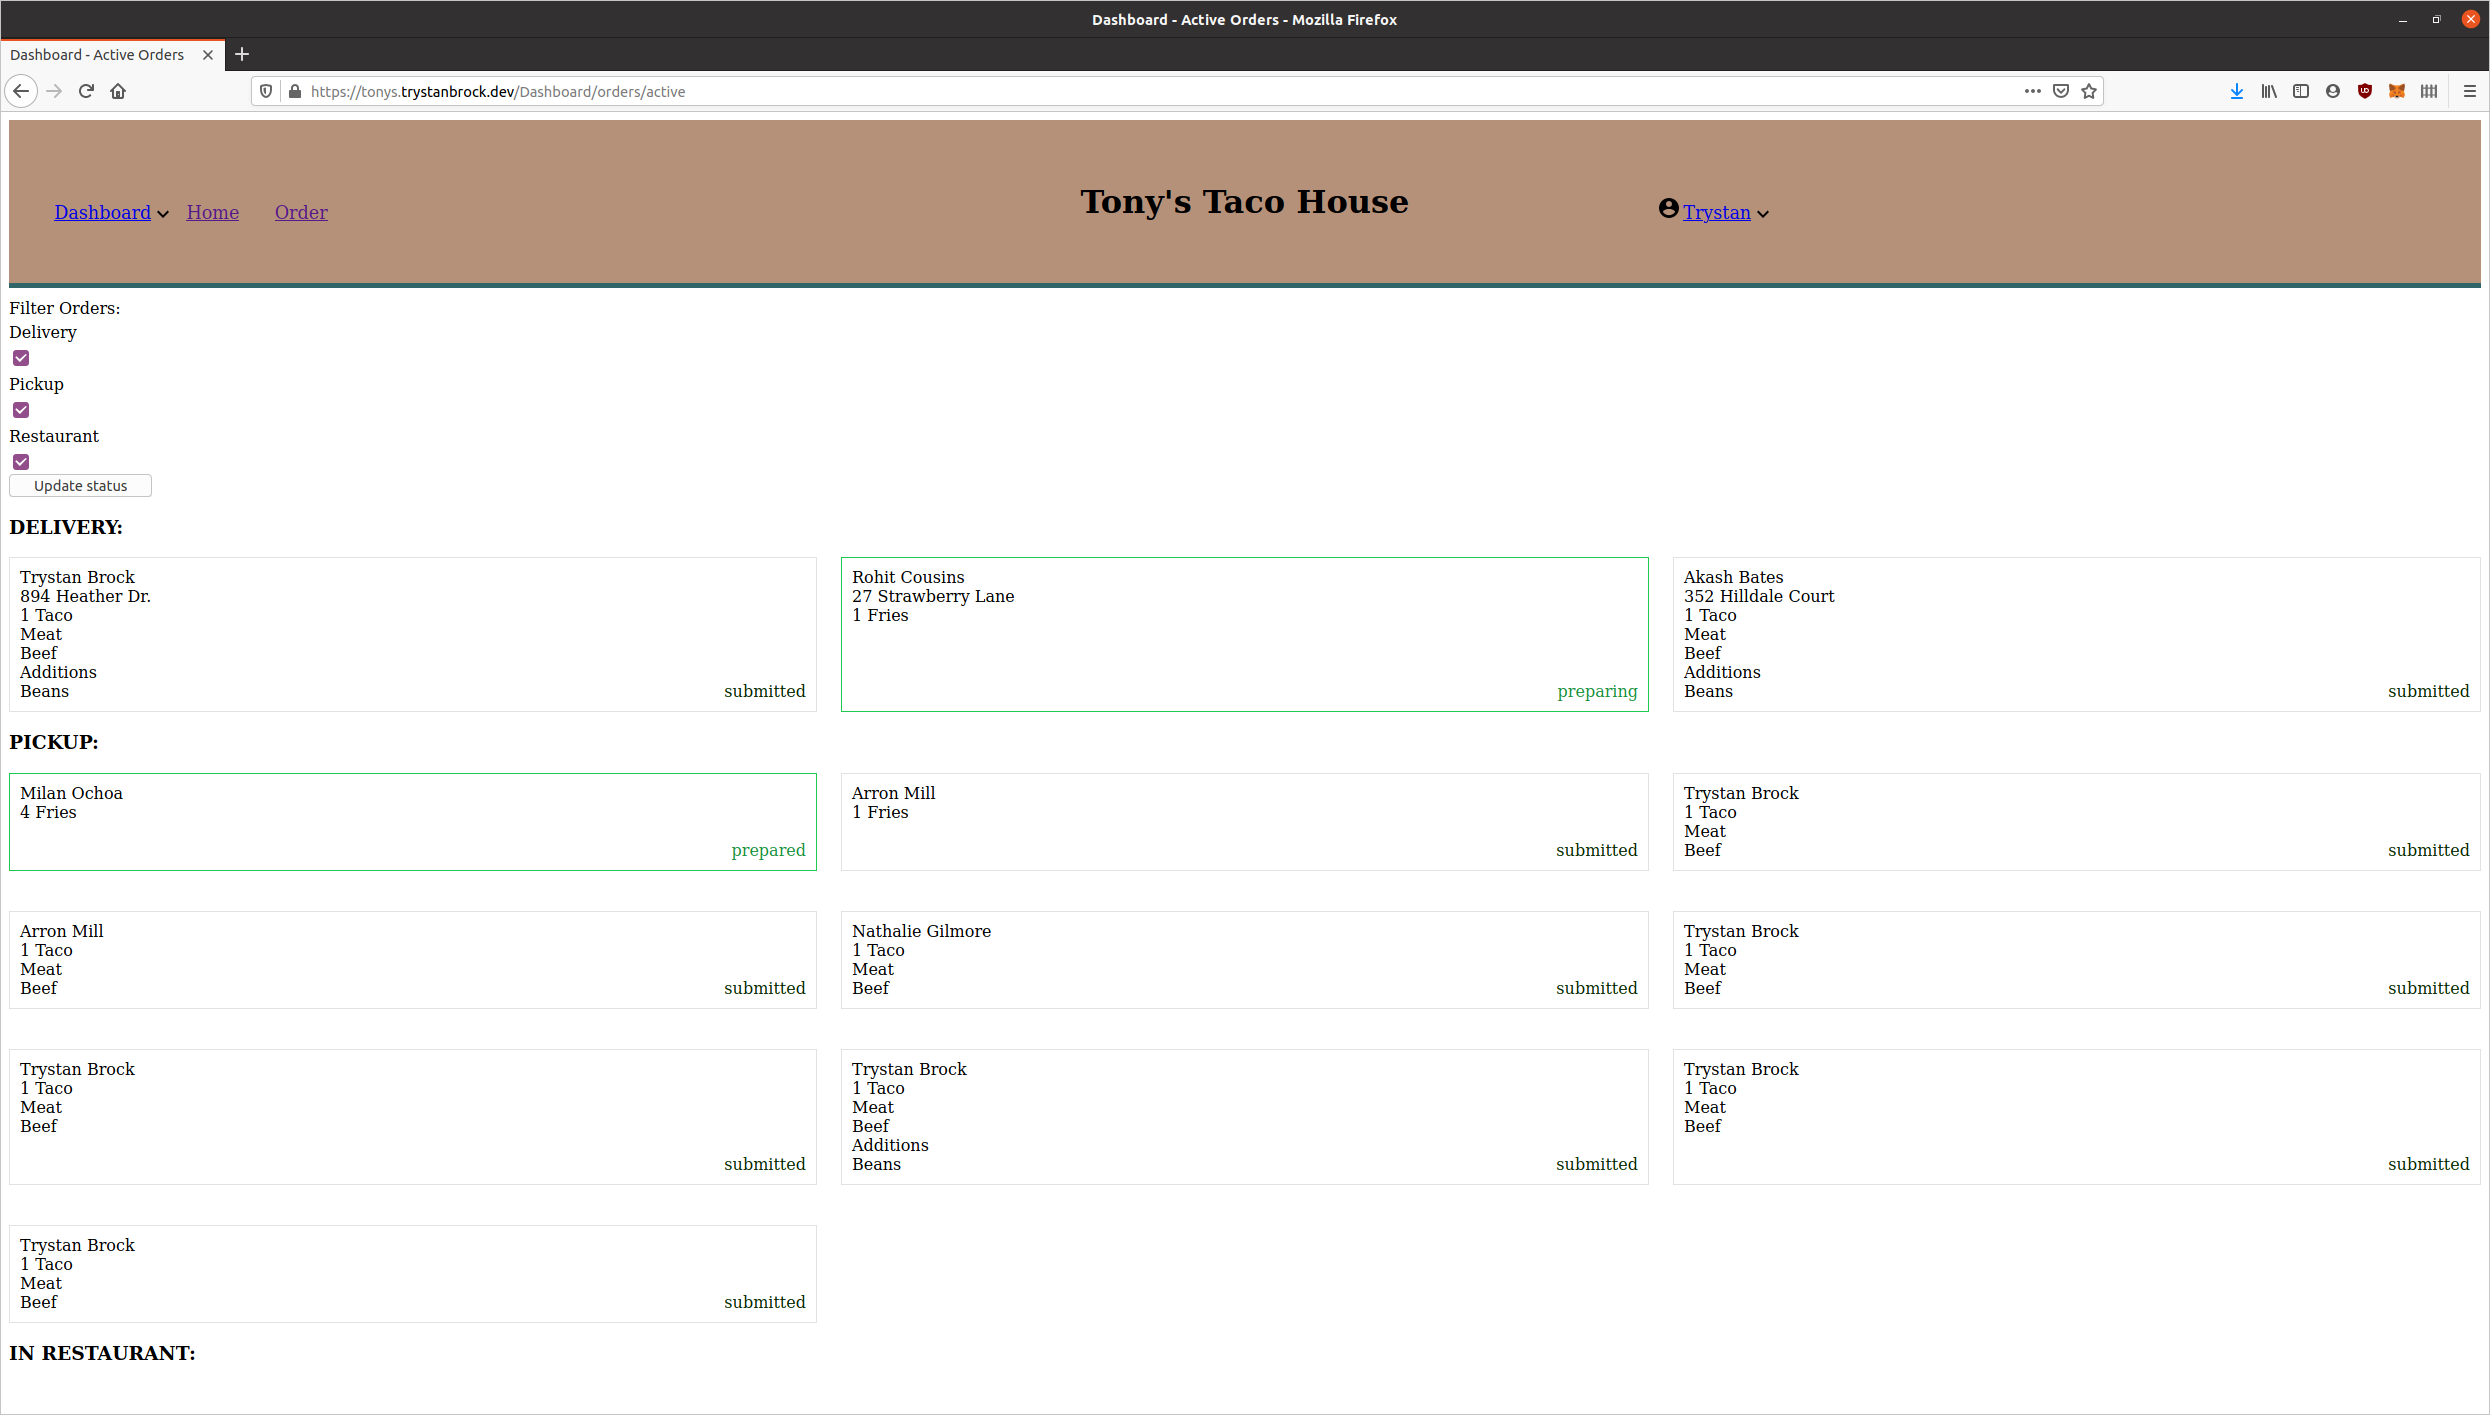 Dashboard - Active Orders - Mozilla Firefox
Dashboard - Active Orders
https://tonys.trystanbrock.dev/Dashboard/orders/active
Dashboard Home Order
Tony's Taco House
Trystan
Filter Orders:
Delivery
Pickup
Restaurant
Update status
DELIVERY:
Trystan Brock
894 Heather Dr.
1 Taco
Meat
Beef
Additions
Beans
submitted
Rohit Cousins
27 Strawberry Lane
1 Fries
preparing
Akash Bates
352 Hilldale Court
1 Taco
Meat
Beef
Additions
Beans
submitted
PICKUP:
Milan Ochoa
4 Fries
prepared
Arron Mill
1 Fries
submitted
Trystan Brock
1 Taco
Meat
Beef
submitted
Arron Mill
1 Taco
Meat
Beef
submitted
Nathalie Gilmore
1 Taco
Meat
Beef
submitted
Trystan Brock
1 Taco
Meat
Beef
submitted
Trystan Brock
1 Taco
Meat
Beef
submitted
Trystan Brock
1 Taco
Meat
Beef
Additions
Beans
submitted
Trystan Brock
1 Taco
Meat
Beef
submitted
Trystan Brock
1 Taco
Meat
Beef
submitted
IN RESTAURANT: